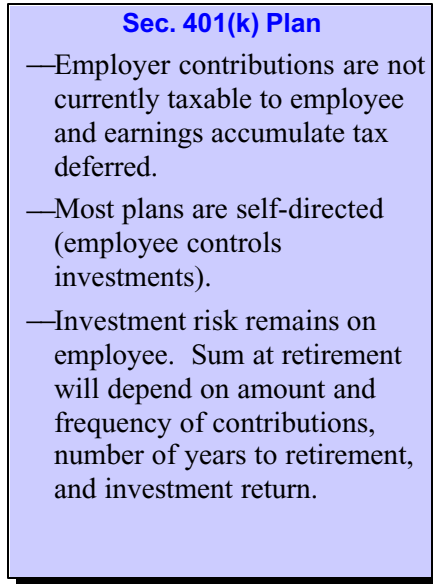 Sec. 401(k) Plan
—Employer contributions are not
currently taxable to employee
and earnings accumulate tax
deferred.
—Most plans are self-directed
(employee controls
investments).
—Investment risk remains on
employee.  Sum at retirement
will depend on amount and
frequency of contributions,
number of years to retirement,
and investment return.